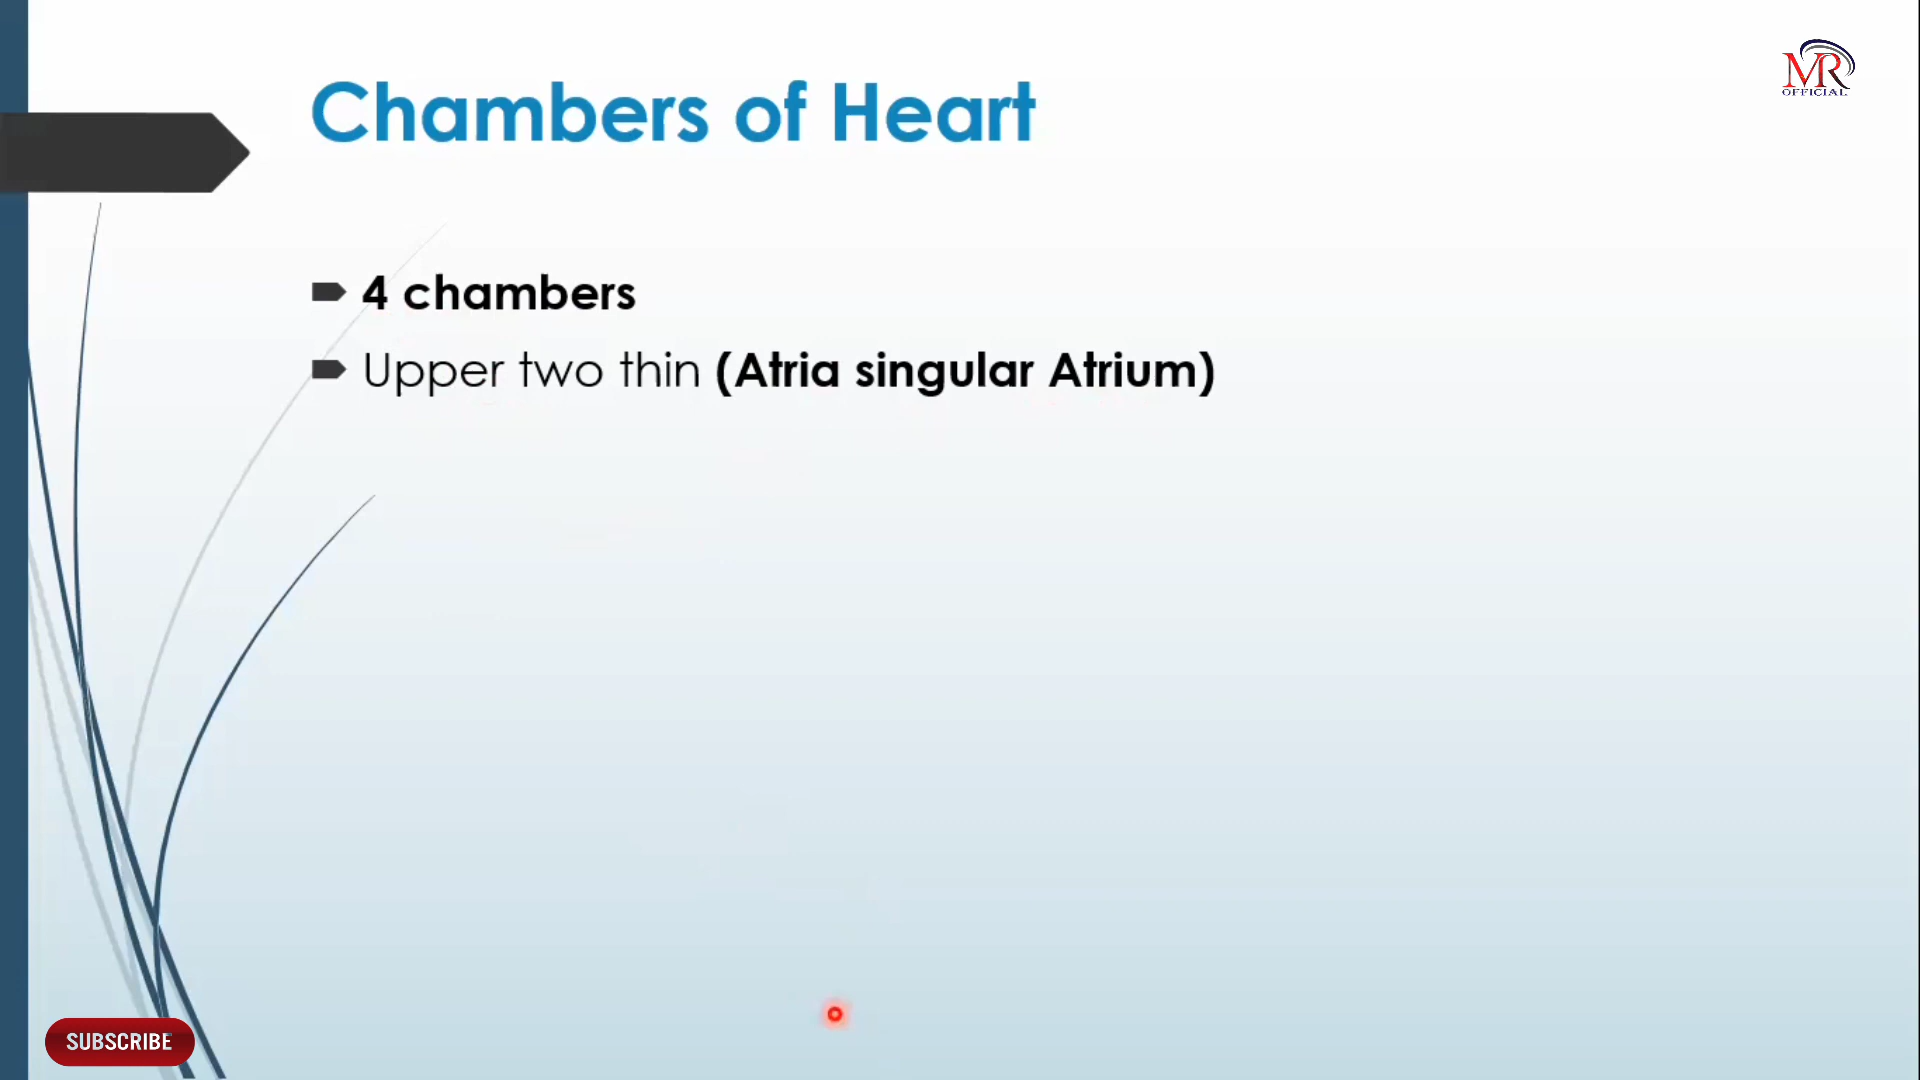 MR
OFFICIAL
Chambers of Heart
4 chambers
Upper two thin (Atria singular Atrium)
SUBSCRIBE